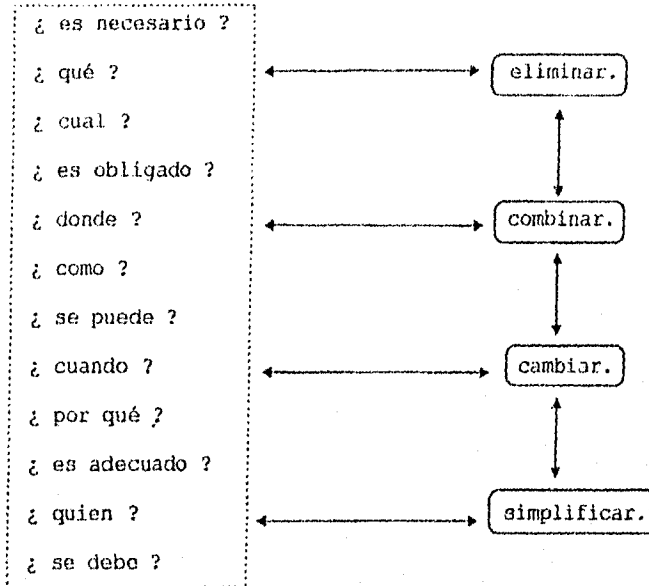 ¿ es necesario ?
¿ qué ?
¿ cual ?
¿ es obligado ?
¿ donde ?
¿ como ?
¿ se puede ?
¿ cuando ?
¿ por qué ?
¿ es adecuado ?
¿ quien ?
¿ se debe ?
eliminar.
combinar.
cambiar.
simplificar.